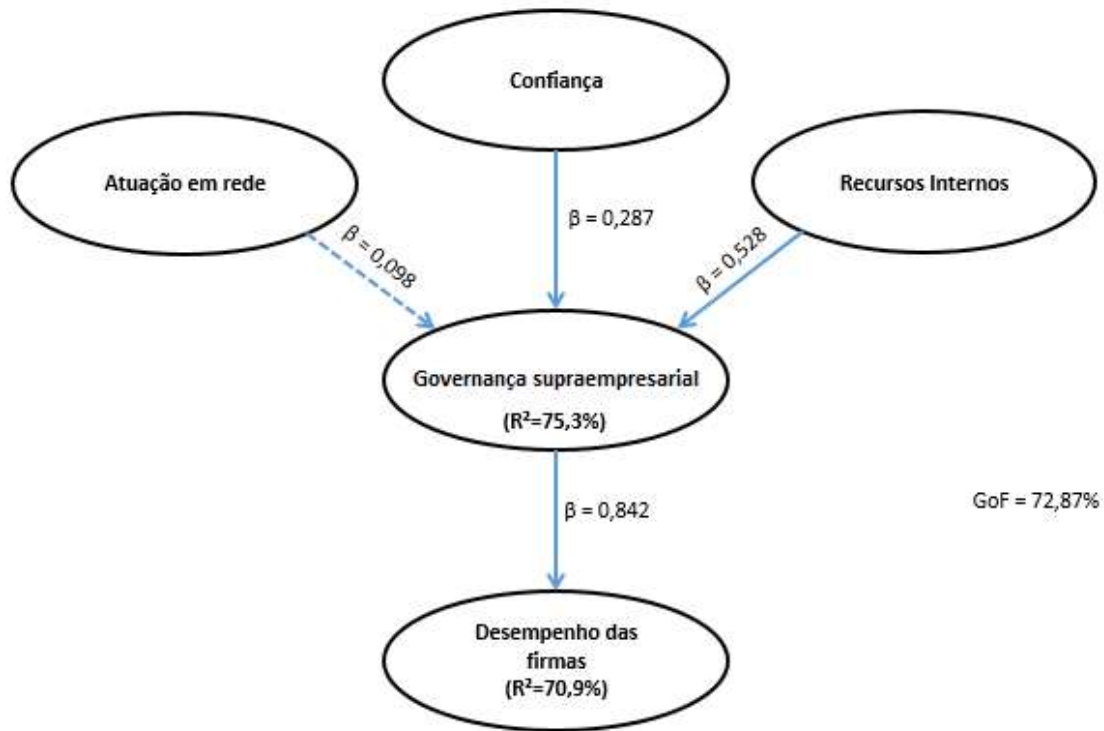 Confiança
Atuação em rede
Recursos Internos
β = 0,098
β = 0,287
β = 0,528
Governança supraempresarial
(R²=75,3%)
β = 0,842
GoF = 72,87%
Desempenho das
firmas
(R²=70,9%)